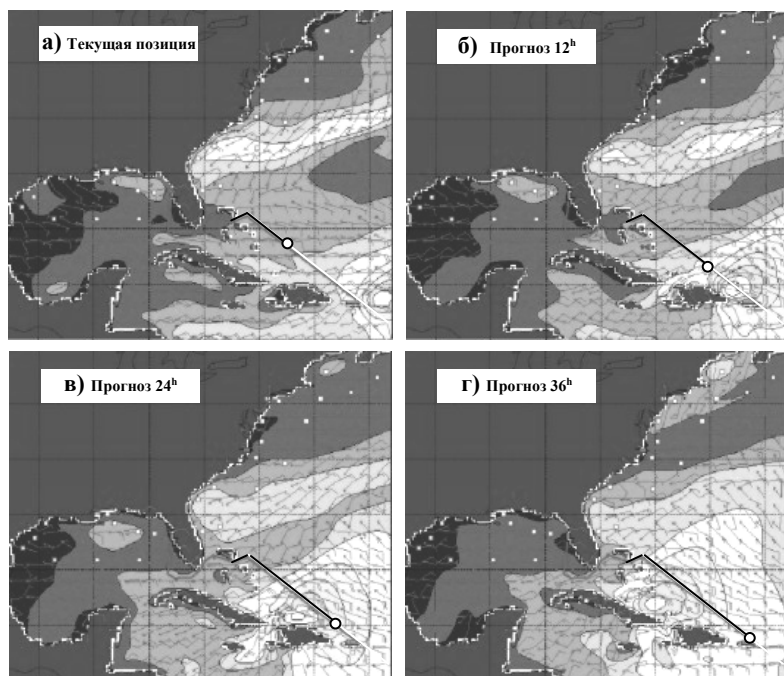 а) Текущая позиция
б) Прогноз 12ʰ
в) Прогноз 24ʰ
г) Прогноз 36ʰ